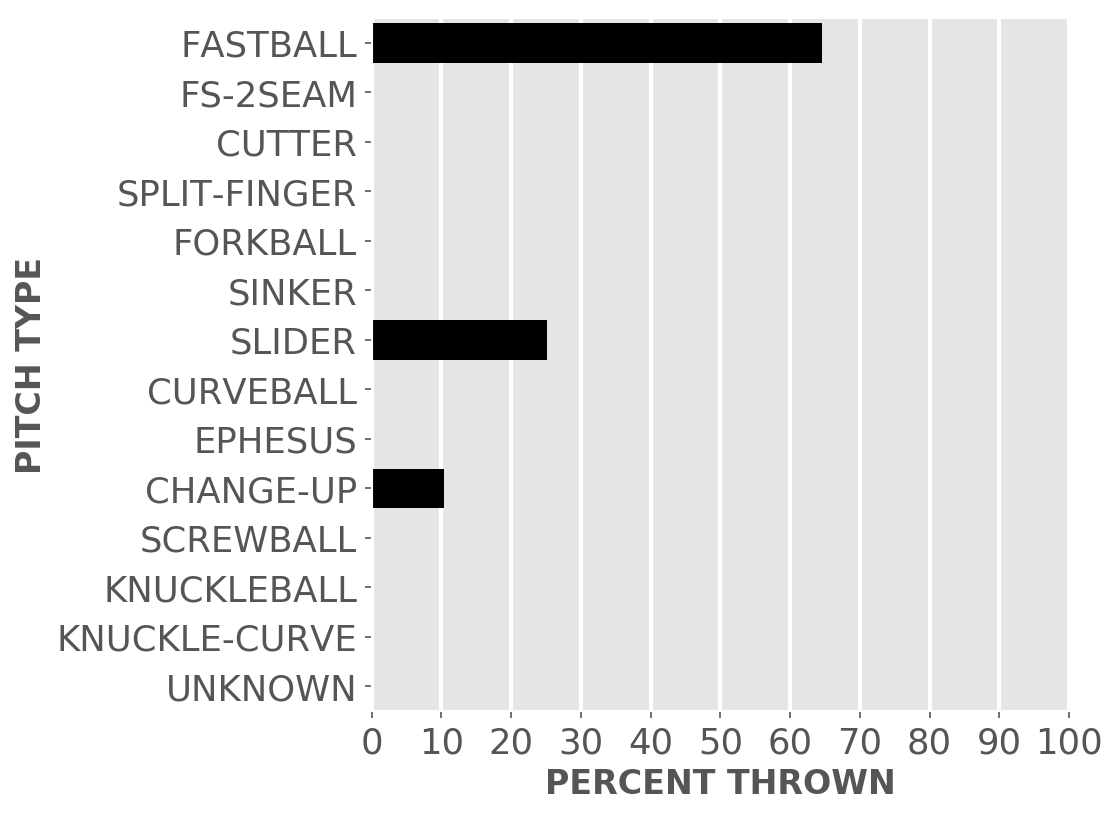 FASTBALL
FS-2SEAM
CUTTER
SPLIT-FINGER
FORKBALL
SINKER
SLIDER
CURVEBALL
EPHESUS
CHANGE-UP
SCREWBALL
KNUCKLEBALL
KNUCKLE-CURVE
UNKNOWN
PITCH TYPE
0 10 20 30 40 50 60 70 80 90 100
PERCENT THROWN